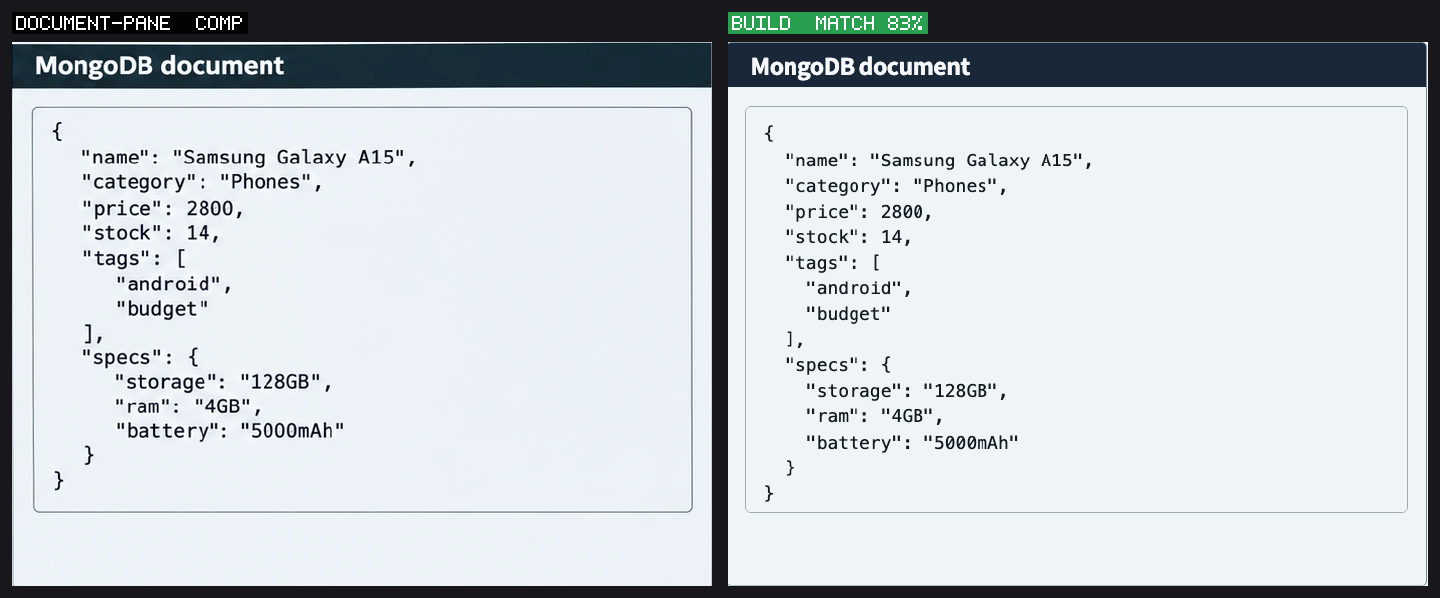 DOCUMENT-PANE COMP
MongoDB document
{
"name": "Samsung Galaxy A15",
"category": "Phones",
"price": 2800,
"stock": 14,
"tags": [
"android",
"budget"
],
"specs": {
"storage": "128GB",
"ram": "4GB",
"battery": "5000mAh"
}
}
BUILD MATCH 83%
MongoDB document
{
"name": "Samsung Galaxy A15",
"category": "Phones",
"price": 2800,
"stock": 14,
"tags": [
"android",
"budget"
],
"specs": {
"storage": "128GB",
"ram": "4GB",
"battery": "5000mAh"
}
}